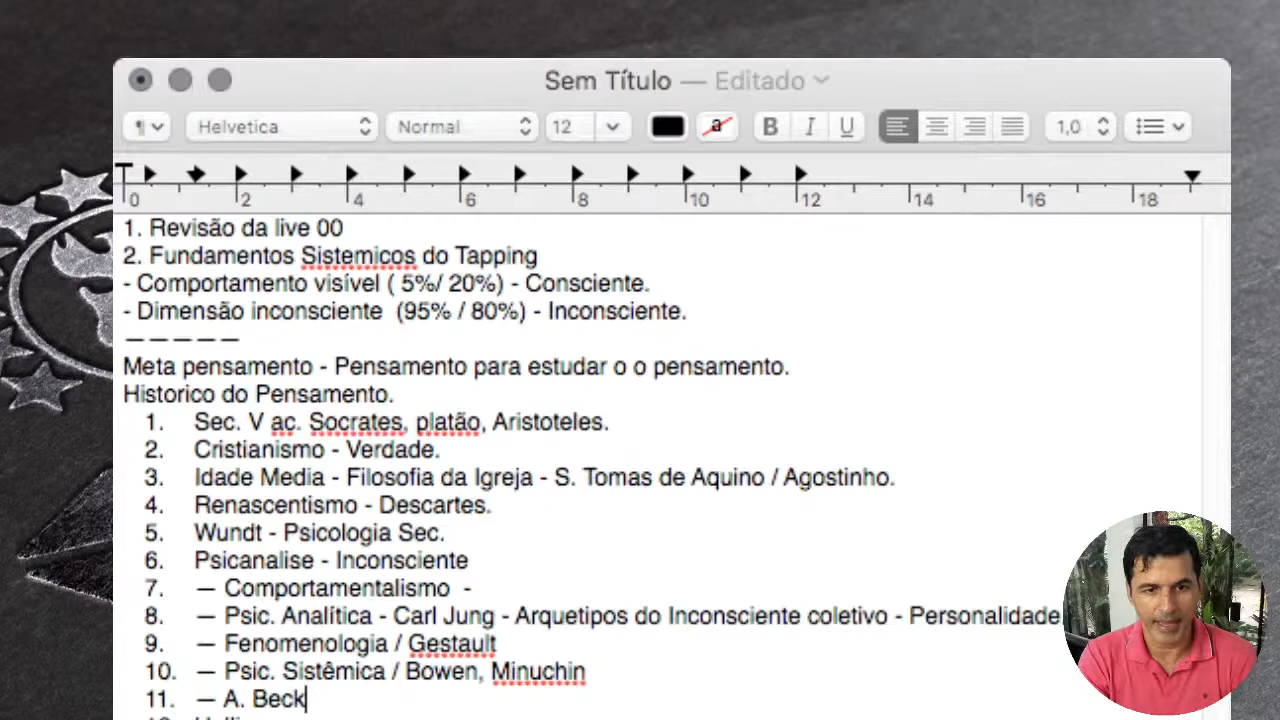 Sem Título — Editado
¶ Helvetica Normal 12 a B I U 1,0
0 2 4 6 8 10 12 14 16 18
1. Revisão da live 00
2. Fundamentos Sistemicos do Tapping
- Comportamento visível ( 5%/ 20%) - Consciente.
- Dimensão inconsciente  (95% / 80%) - Inconsciente.
—————
Meta pensamento - Pensamento para estudar o o pensamento.
Historico do Pensamento.
1. Sec. V ac. Socrates, platão, Aristoteles.
2. Cristianismo - Verdade.
3. Idade Media - Filosofia da Igreja - S. Tomas de Aquino / Agostinho.
4. Renascentismo - Descartes.
5. Wundt - Psicologia Sec.
6. Psicanalise - Inconsciente
7. — Comportamentalismo  -
8. — Psic. Analítica - Carl Jung - Arquetipos do Inconsciente coletivo - Personalidade
9. — Fenomenologia / Gestault
10. — Psic. Sistêmica / Bowen, Minuchin
11. — A. Beck